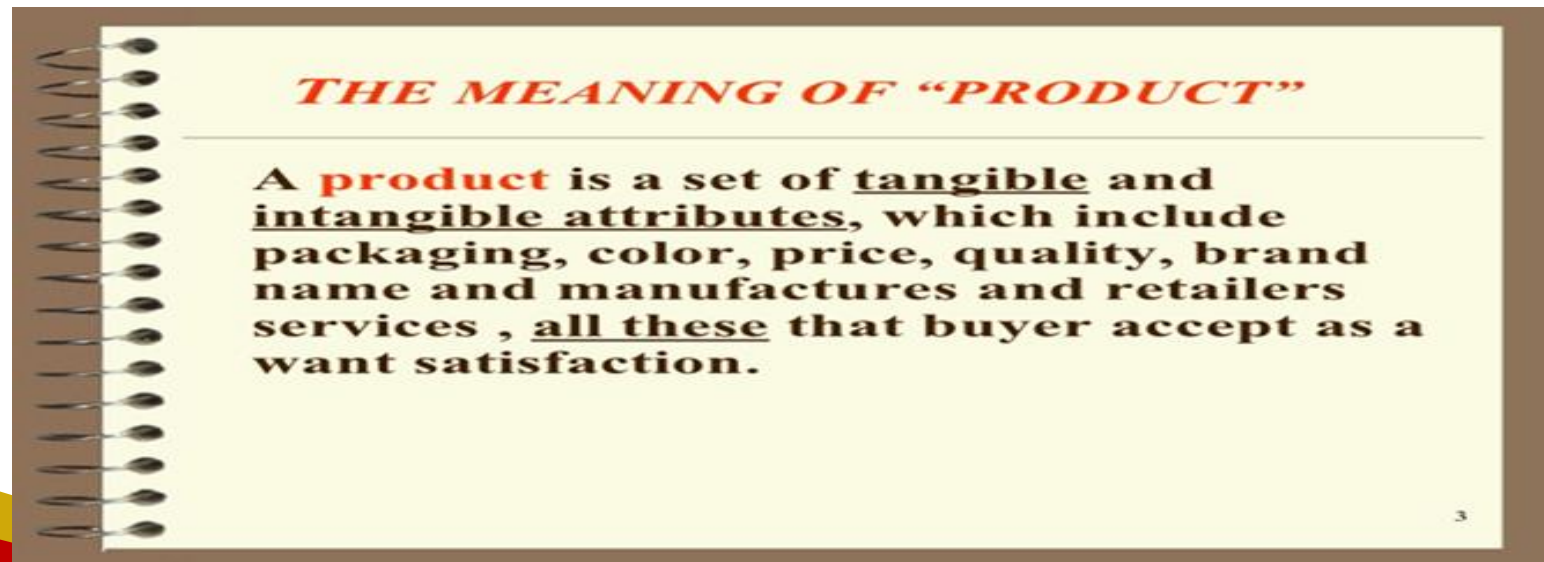 THE MEANING OF “PRODUCT”
A product is a set of tangible and
intangible attributes, which include
packaging, color, price, quality, brand
name and manufactures and retailers
services , all these that buyer accept as a
want satisfaction.
3